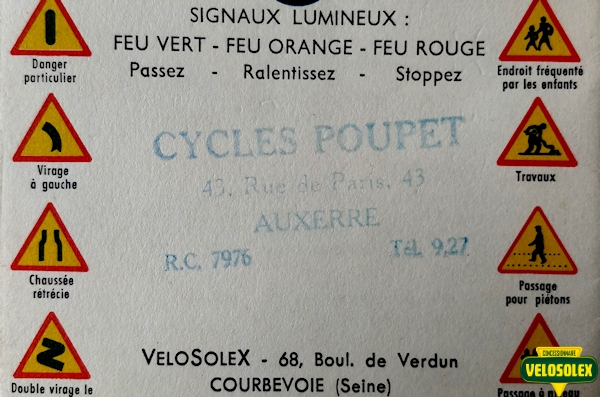 SIGNAUX LUMINEUX :
FEU VERT - FEU ORANGE - FEU ROUGE
Passez - Ralentissez - Stoppez
Danger
particulier
Endroit fréquenté
par les enfants
CYCLES POUPET
43, Rue de Paris, 43
AUXERRE
R.C. 7976 Tél. 9,27
Virage
à gauche
Travaux
Chaussée
rétrécie
Passage
pour piétons
VELOSOLEX - 68, Boul. de Verdun
COURBEVOIE (Seine)
Double virage le
Passage à niveau
CONCESSIONNAIRE
VELOSOLEX